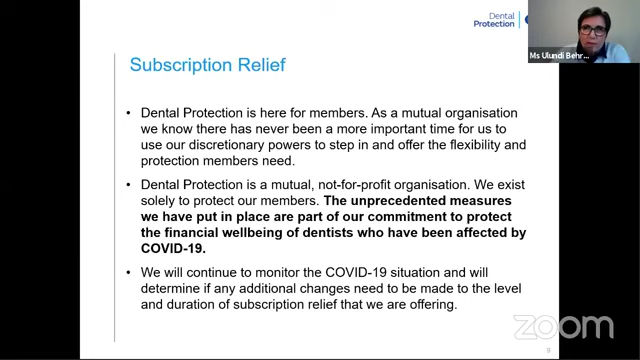 Dental
Protection
Ms Ulundi Behr...
Subscription Relief
• Dental Protection is here for members. As a mutual organisation
we know there has never been a more important time for us to
use our discretionary powers to step in and offer the flexibility and
protection members need.
• Dental Protection is a mutual, not-for-profit organisation. We exist
solely to protect our members. The unprecedented measures
we have put in place are part of our commitment to protect
the financial wellbeing of dentists who have been affected by
COVID-19.
• We will continue to monitor the COVID-19 situation and will
determine if any additional changes need to be made to the level
and duration of subscription relief that we are offering.
zoom
9